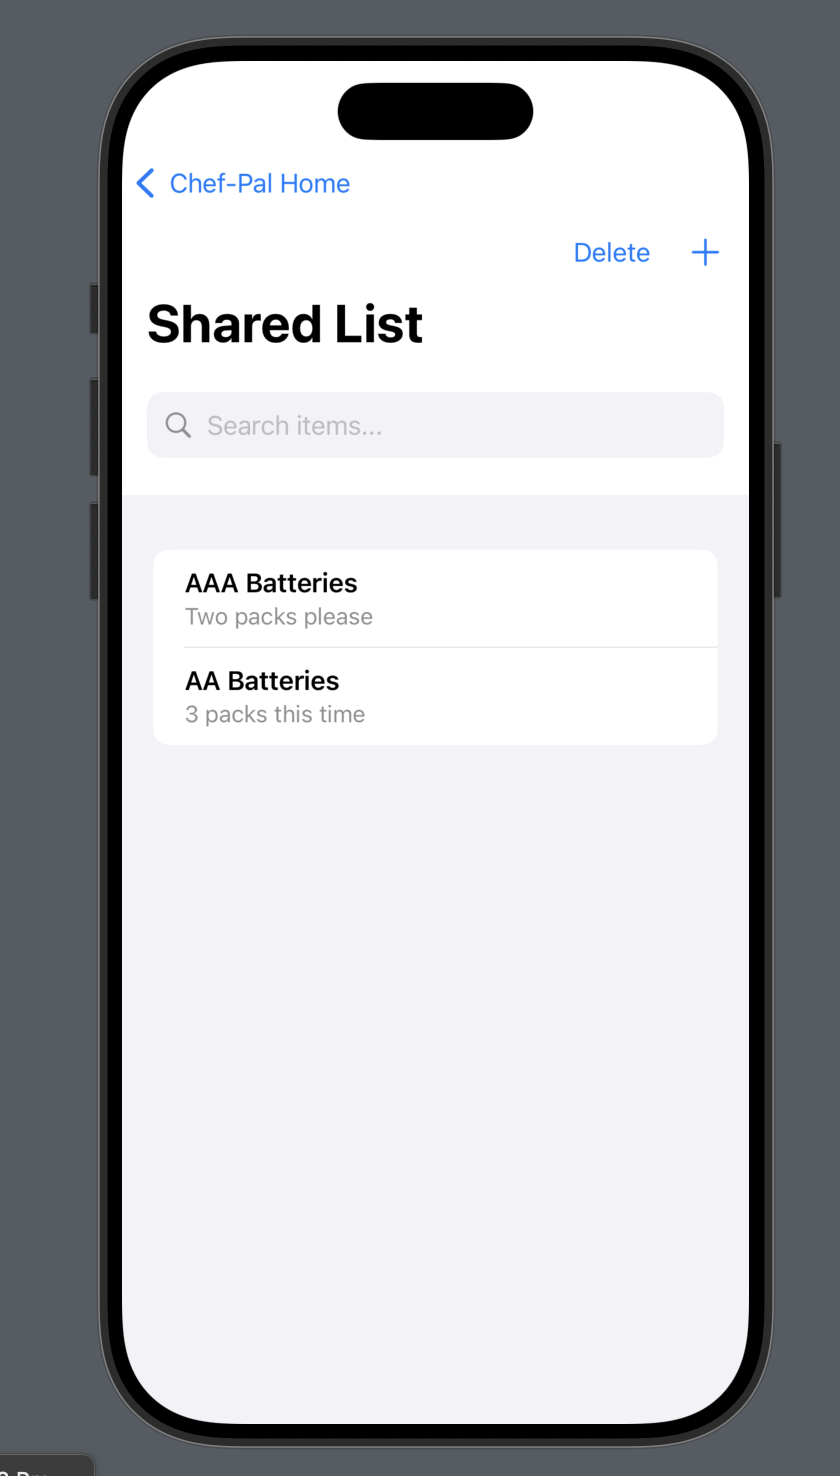 Chef-Pal Home
Delete
Shared List
Search items...
AAA Batteries
Two packs please
AA Batteries
3 packs this time